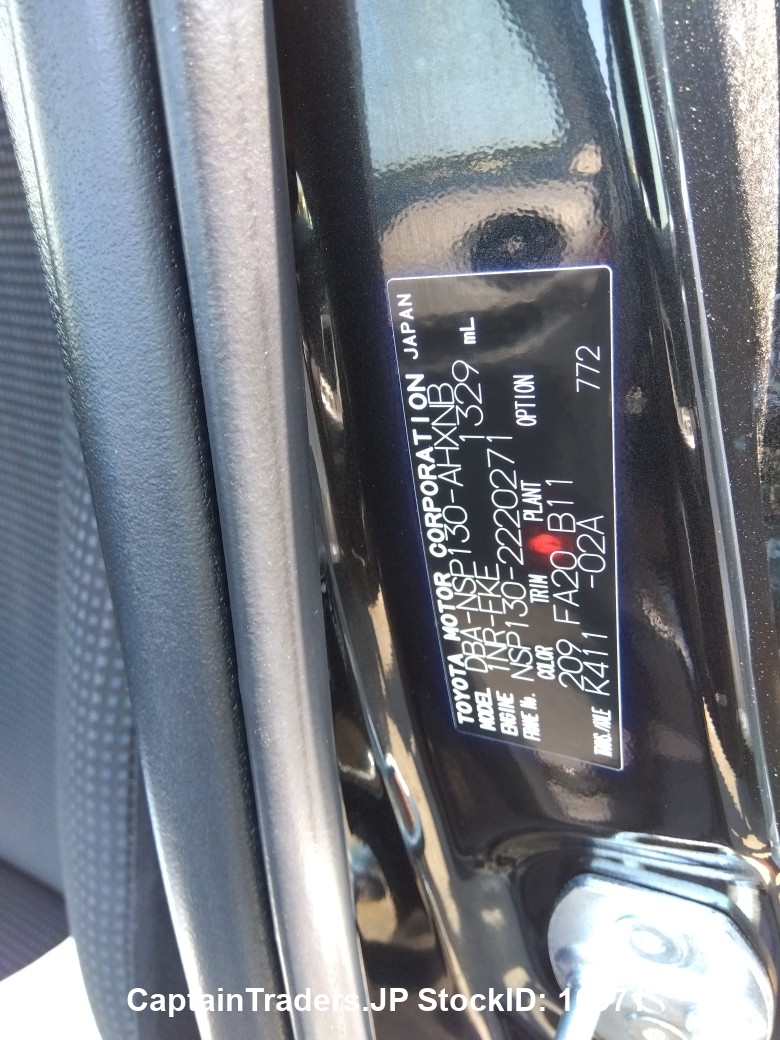 TOYOTA MOTOR CORPORATION JAPAN
MODEL DBA-NSP130-AHXNB
ENGINE 1NR-FKE 1329 mL
FRAME No. NSP130-2220271
COLOR TRIM PLANT OPTION
209 FA20 B11
TRANS./AXLE K411 -02A 772
CaptainTraders.JP StockID: